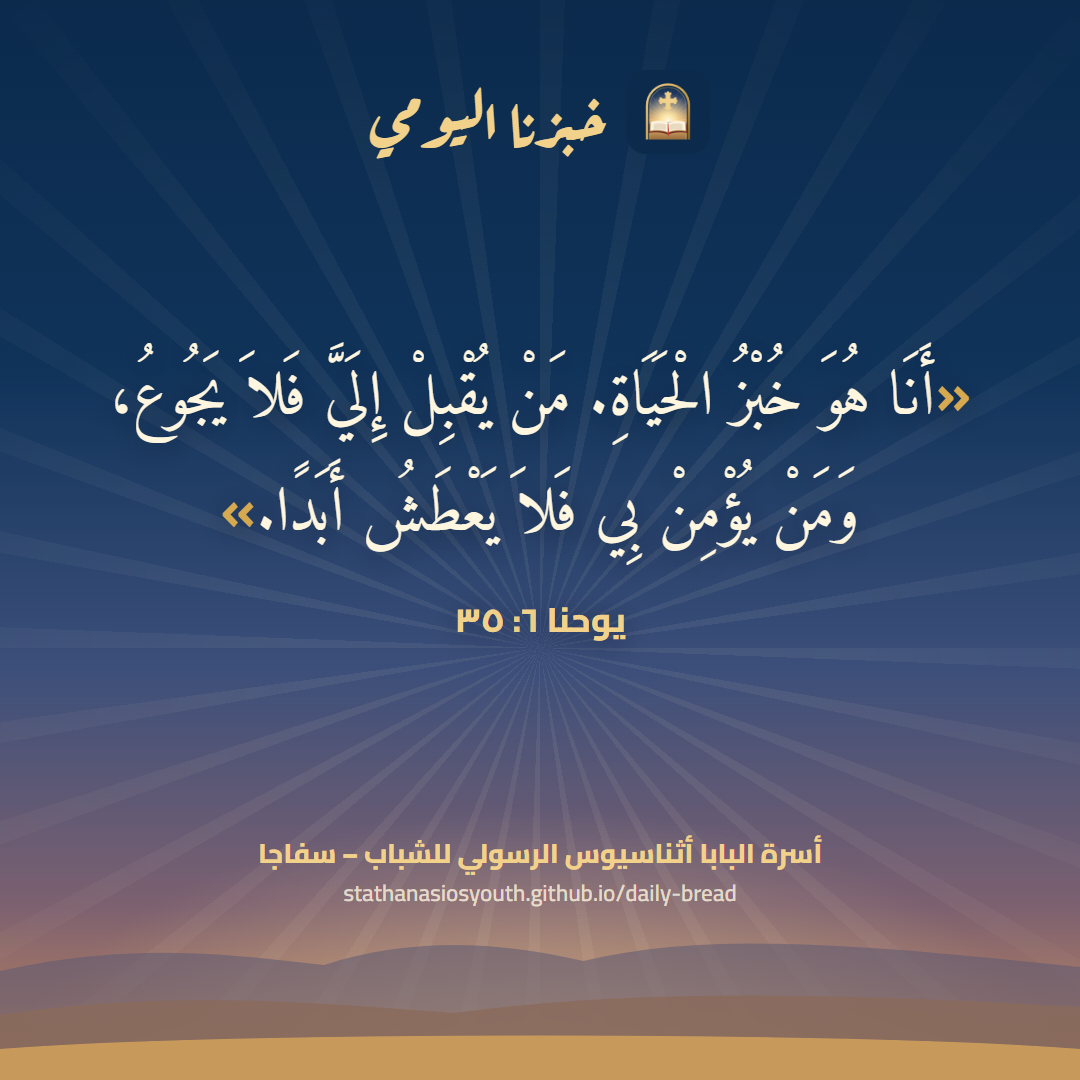 خبزنا اليومي
«أَنَا هُوَ خُبْزُ الْحَيَاةِ. مَنْ يُقْبِلْ إِلَيَّ فَلاَ يَجُوعُ،
وَمَنْ يُؤْمِنْ بِي فَلاَ يَعْطَشُ أَبَدًا.»
يوحنا ٦: ٣٥
أسرة البابا أثناسيوس الرسولي للشباب – سفاجا
stathanasiosyouth.github.io/daily-bread